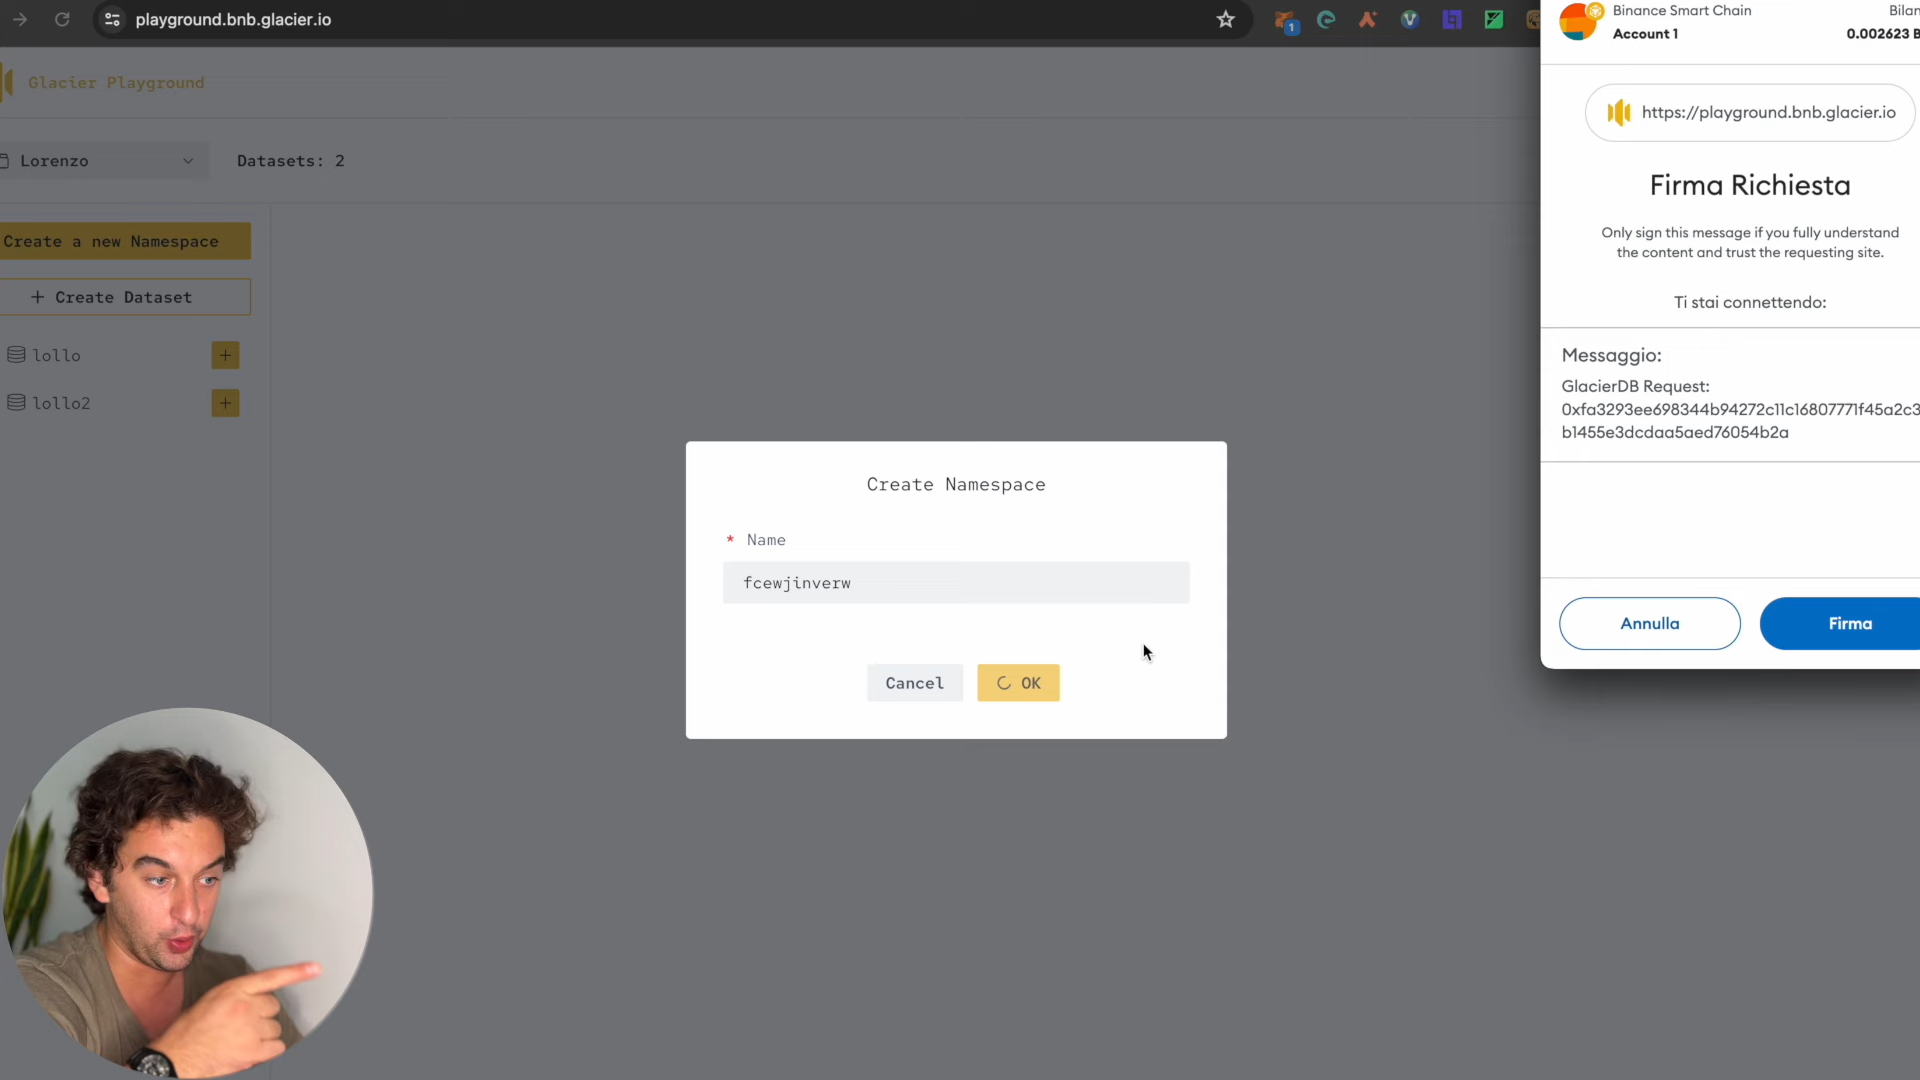 playground.bnb.glacier.io
1
Glacier Playground
Lorenzo
Datasets: 2
Create a new Namespace
+ Create Dataset
lollo
+
lollo2
+
Create Namespace
* Name
fcewjinverw
Cancel
OK
Binance Smart Chain
Account 1
Bilan
0.002623 B
https://playground.bnb.glacier.io
Firma Richiesta
Only sign this message if you fully understand
the content and trust the requesting site.
Ti stai connettendo:
Messaggio:
GlacierDB Request:
0xfa3293ee698344b94272c11c16807771f45a2c3
b1455e3dcdaa5aed76054b2a
Annulla
Firma